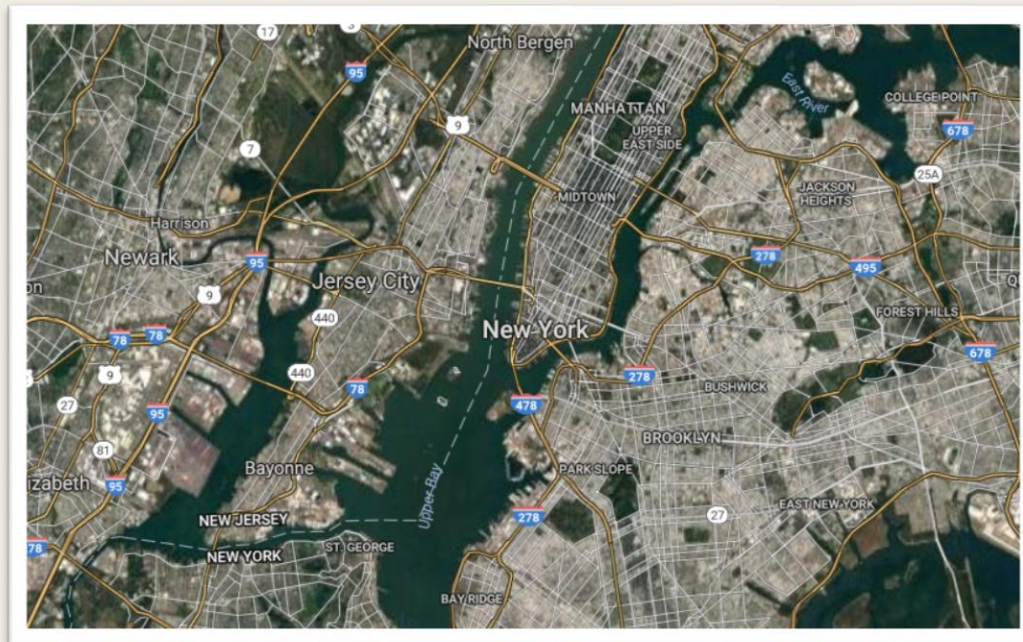 17
North Bergen
95
East River
COLLEGE POINT
MANHATTAN
9
678
UPPER
EAST SIDE
7
25A
MIDTOWN
JACKSON
HEIGHTS
Harrison
Newark
95
278
495
Jersey City
on
9
440
FOREST HILLS
New York
78
78
678
9
440
278
78
BUSHWICK
27
95
478
BROOKLYN
81
Bayonne
PARK SLOPE
izabeth
95
Upper Bay
EAST NEW YORK
NEW JERSEY
278
27
78
NEW YORK
ST. GEORGE
BAY RIDGE